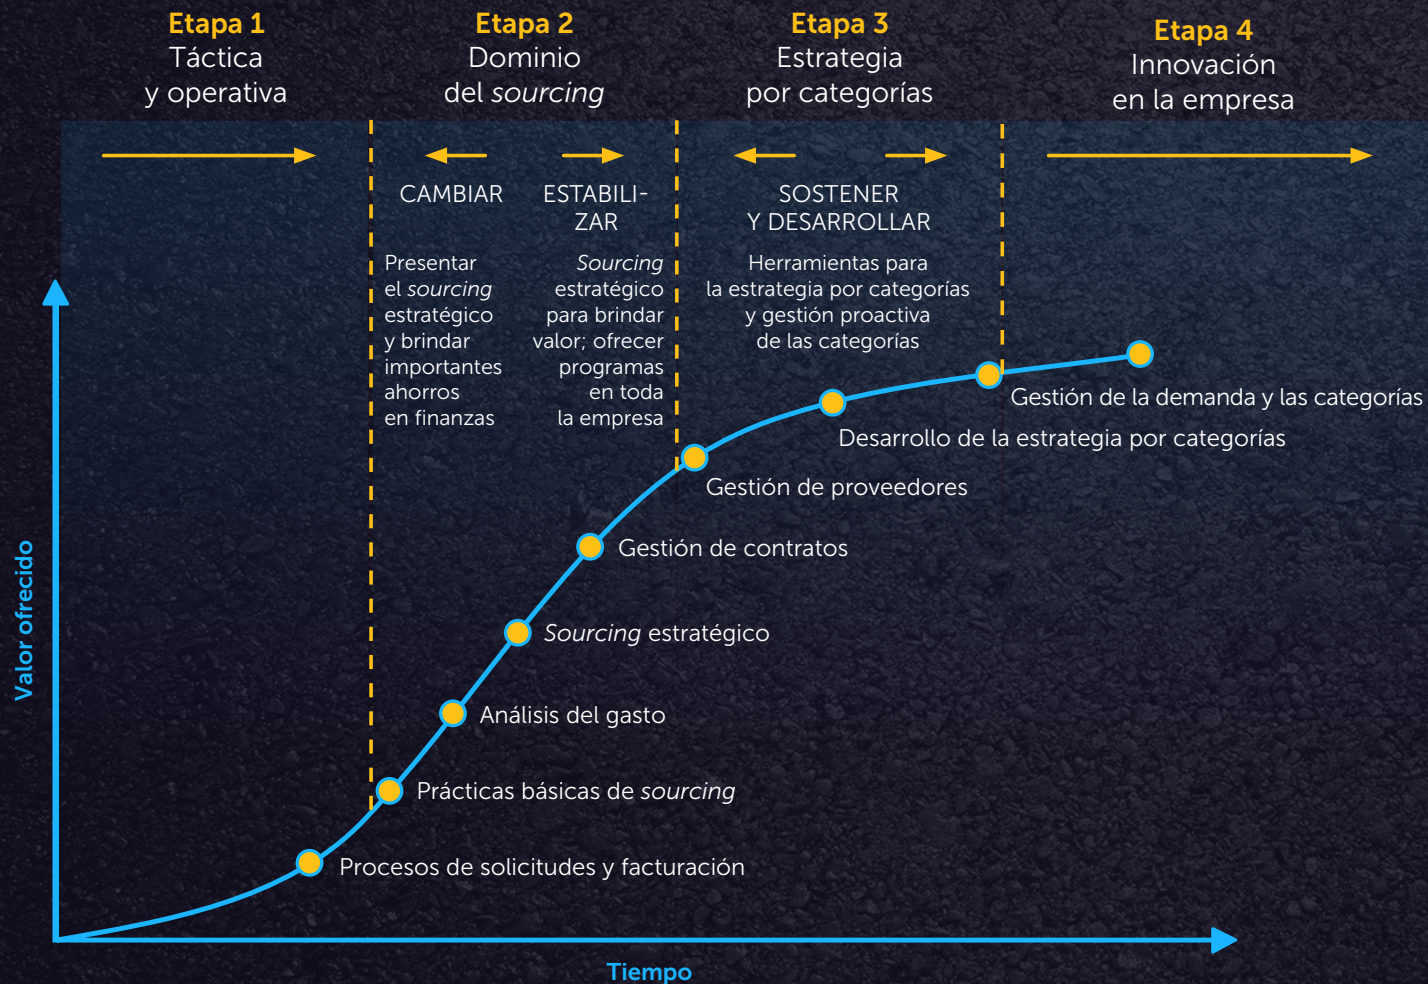 Etapa 1
Táctica
y operativa
Etapa 2
Dominio
del sourcing
Etapa 3
Estrategia
por categorías
Etapa 4
Innovación
en la empresa
CAMBIAR
Presentar
el sourcing
estratégico
y brindar
importantes
ahorros
en finanzas
ESTABILI-
ZAR
Sourcing
estratégico
para brindar
valor; ofrecer
programas
en toda
la empresa
SOSTENER
Y DESARROLLAR
Herramientas para
la estrategia por categorías
y gestión proactiva
de las categorías
Gestión de la demanda y las categorías
Desarrollo de la estrategia por categorías
Gestión de proveedores
Gestión de contratos
Sourcing estratégico
Análisis del gasto
Prácticas básicas de sourcing
Procesos de solicitudes y facturación
Valor ofrecido
Tiempo